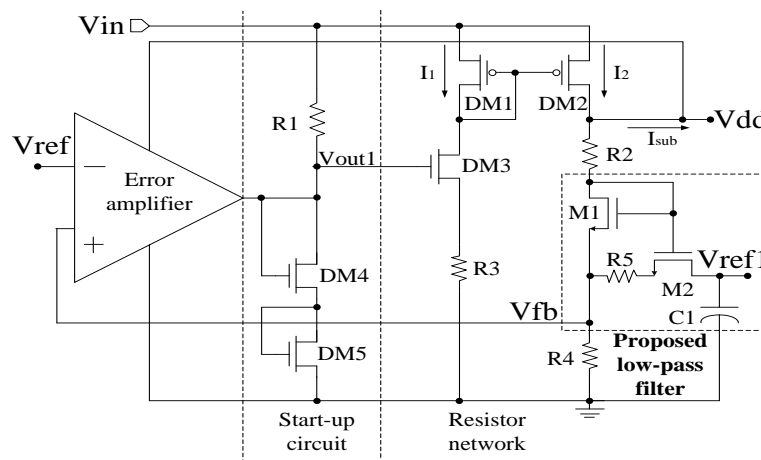 Vin
I1
I2
DM1
DM2
R1
Vdd
Isub
Vref
Vout1
DM3
R2
Error
amplifier
M1
R3
R5
Vref1
M2
DM4
Vfb
C1
DM5
R4
Proposed
low-pass
filter
Start-up
circuit
Resistor
network